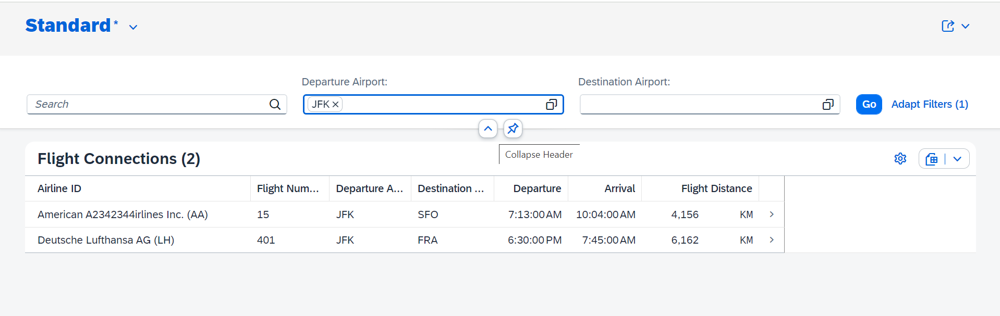 Standard*
Departure Airport:
Destination Airport:
Search
JFK
Go
Adapt Filters (1)
Collapse Header
Flight Connections (2)
Airline ID Flight Num... Departure A... Destination ... Departure Arrival Flight Distance
American A2342344irlines Inc. (AA) 15 JFK SFO 7:13:00 AM 10:04:00 AM 4,156 KM
Deutsche Lufthansa AG (LH) 401 JFK FRA 6:30:00 PM 7:45:00 AM 6,162 KM